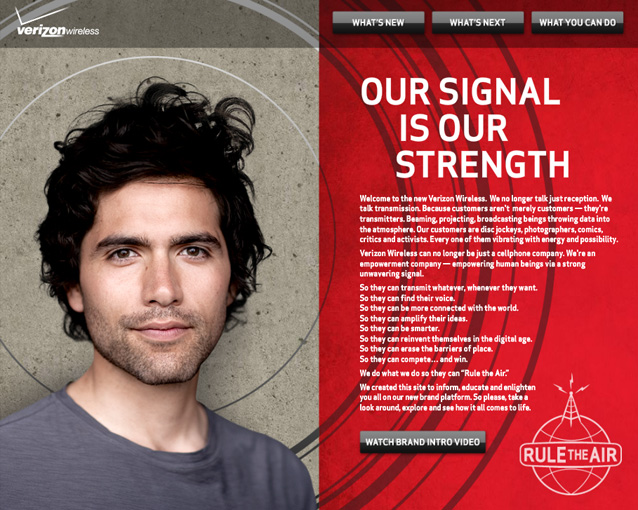 verizonwireless
WHAT'S NEW
WHAT'S NEXT
WHAT YOU CAN DO
OUR SIGNAL
IS OUR
STRENGTH
Welcome to the new Verizon Wireless. We no longer talk just reception. We
talk transmission. Because customers aren't merely customers — they're
transmitters. Beaming, projecting, broadcasting beings throwing data into
the atmosphere. Our customers are disc jockeys, photographers, comics,
critics and activists. Every one of them vibrating with energy and possibility.
Verizon Wireless can no longer be just a cellphone company. We're an
empowerment company — empowering human beings via a strong
unwavering signal.
So they can transmit whatever, whenever they want.
So they can find their voice.
So they can be more connected with the world.
So they can amplify their ideas.
So they can be smarter.
So they can reinvent themselves in the digital age.
So they can erase the barriers of place.
So they can compete... and win.
We do what we do so they can "Rule the Air."
We created this site to inform, educate and enlighten
you all on our new brand platform. So please, take a
look around, explore and see how it all comes to life.
WATCH BRAND INTRO VIDEO
RULE THE AIR